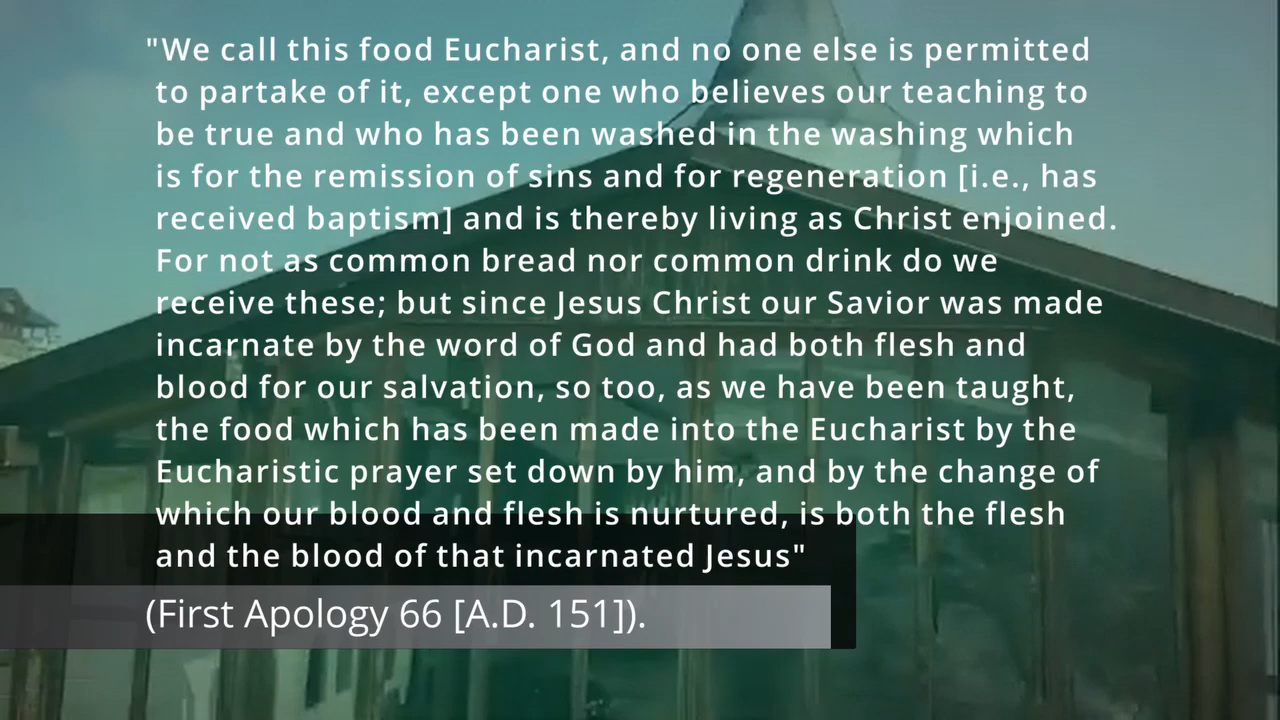 "We call this food Eucharist, and no one else is permitted
to partake of it, except one who believes our teaching to
be true and who has been washed in the washing which
is for the remission of sins and for regeneration [i.e., has
received baptism] and is thereby living as Christ enjoined.
For not as common bread nor common drink do we
receive these; but since Jesus Christ our Savior was made
incarnate by the word of God and had both flesh and
blood for our salvation, so too, as we have been taught,
the food which has been made into the Eucharist by the
Eucharistic prayer set down by him, and by the change of
which our blood and flesh is nurtured, is both the flesh
and the blood of that incarnated Jesus"
(First Apology 66 [A.D. 151]).